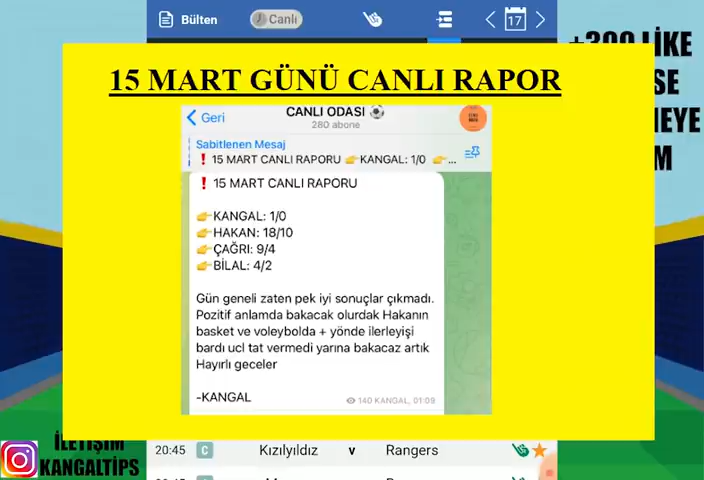 Bülten
Canlı
17
+300 LİKE
SE
EYE
M
15 MART GÜNÜ CANLI RAPOR
Geri
CANLI ODASI ⚽
280 abone
Sabitlenen Mesaj
❗ 15 MART CANLI RAPORU 👉KANGAL: 1/0 👉...
❗ 15 MART CANLI RAPORU
👉KANGAL: 1/0
👉HAKAN: 18/10
👉ÇAĞRI: 9/4
👉BİLAL: 4/2
Gün geneli zaten pek iyi sonuçlar çıkmadı.
Pozitif anlamda bakacak olurdak Hakanın
basket ve voleybolda + yönde ilerleyişi
bardı ucl tat vermedi yarına bakacaz artık
Hayırlı geceler
-KANGAL
140 KANGAL, 01:09
İLETİŞİM
KANGALTİPS
20:45 C Kızılyıldız v Rangers